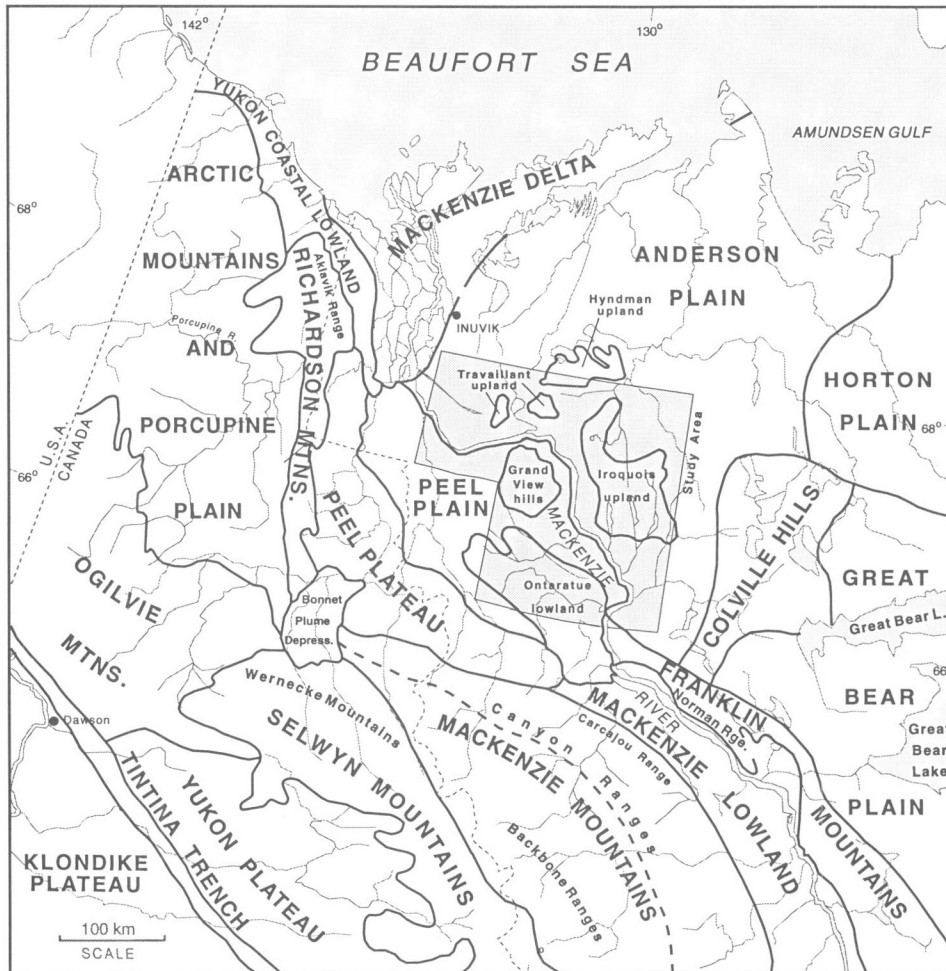 142°
130°
BEAUFORT SEA
AMUNDSEN GULF
YUKON COASTAL LOWLAND
MACKENZIE DELTA
68°
ARCTIC
MOUNTAINS
AND
PORCUPINE
PLAIN
Porcupine R.
RICHARDSON MTNS.
Aklavik Range
INUVIK
ANDERSON
PLAIN
Hyndman
upland
Travaillant
upland
HORTON
PLAIN
68°
U.S.A.
CANADA
66°
PEEL
PLAIN
Grand
View
hills
Iroquois
upland
Study Area
MACKENZIE
PEEL PLATEAU
Ontaratue
lowland
COLVILLE HILLS
GREAT
Great Bear L.
66
BEAR
Great
Bear
Lake
PLAIN
OGILVIE
MTNS.
Bonnet
Plume
Depress.
Dawson
Wernecke Mountains
SELWYN MOUNTAINS
Canyon Ranges
MACKENZIE MOUNTAINS
Backbone Ranges
Carcajou Range
MACKENZIE
LOWLAND
RIVER
FRANKLIN
Norman Rge.
MOUNTAINS
TINTINA TRENCH
YUKON PLATEAU
KLONDIKE
PLATEAU
100 km
SCALE